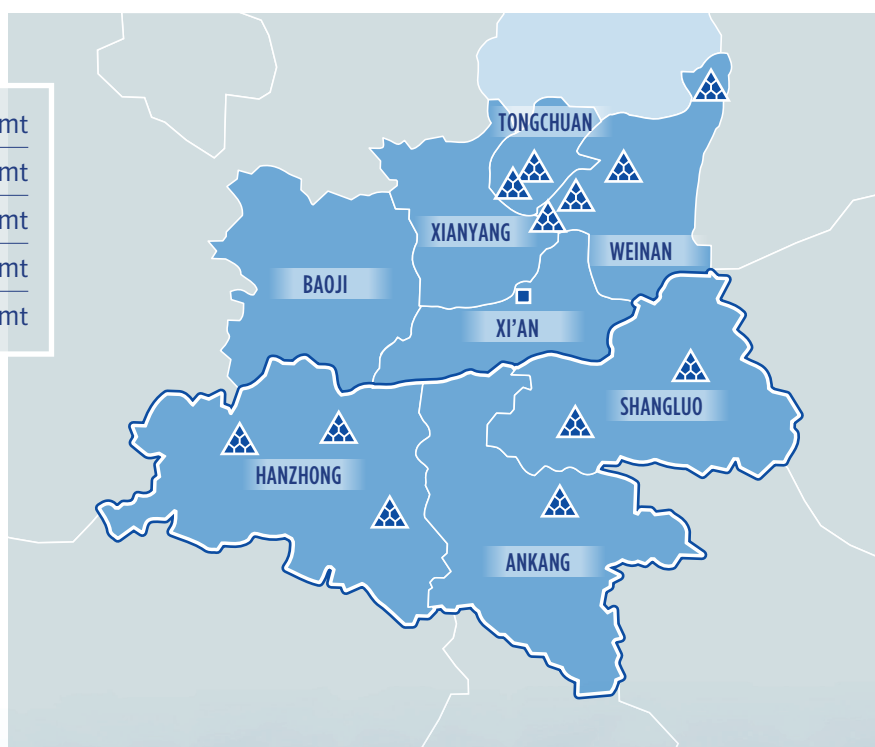 mt
mt
mt
mt
mt
TONGCHUAN
XIANYANG
WEINAN
BAOJI
XI'AN
SHANGLUO
HANZHONG
ANKANG